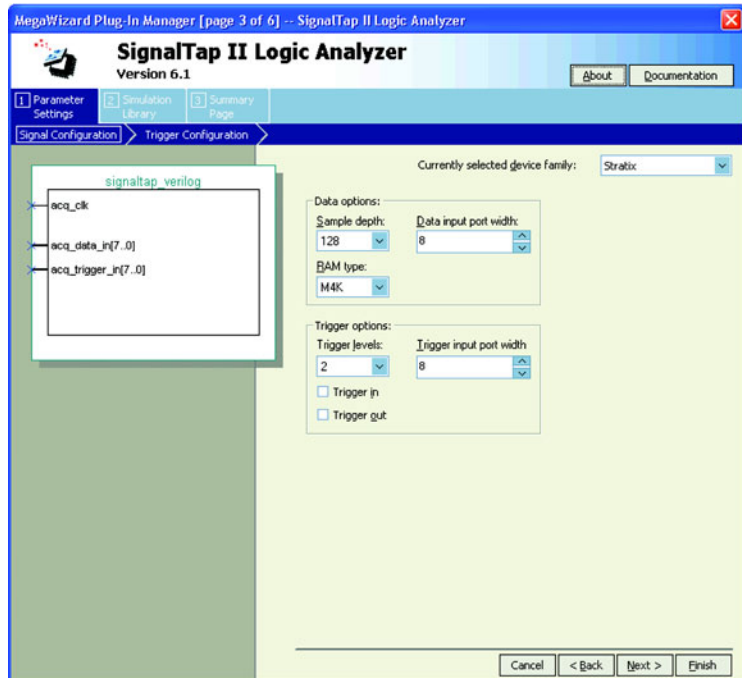 MegaWizard Plug-In Manager [page 3 of 6] -- SignalTap II Logic Analyzer
SignalTap II Logic Analyzer
Version 6.1
About
Documentation
1 Parameter Settings
2 Simulation Library
3 Summary Page
Signal Configuration
Trigger Configuration
Currently selected device family:
Stratix
signaltap_verilog
acq_clk
acq_data_in[7..0]
acq_trigger_in[7..0]
Data options:
Sample depth:
Data input port width:
128
8
RAM type:
M4K
Trigger options:
Trigger levels:
Trigger input port width
2
8
Trigger in
Trigger out
Cancel
< Back
Next >
Finish